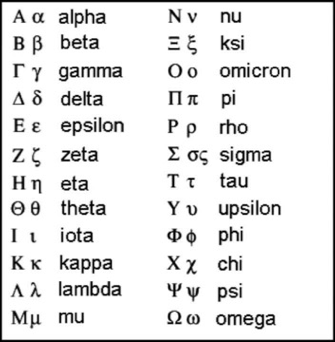 Α α alpha
Β β beta
Γ γ gamma
Δ δ delta
Ε ε epsilon
Ζ ζ zeta
Η η eta
Θ θ theta
Ι ι iota
Κ κ kappa
Λ λ lambda
Μ μ mu
Ν ν nu
Ξ ξ ksi
Ο ο omicron
Π π pi
Ρ ρ rho
Σ σς sigma
Τ τ tau
Υ υ upsilon
Φ ϕ phi
Χ χ chi
Ψ ψ psi
Ω ω omega